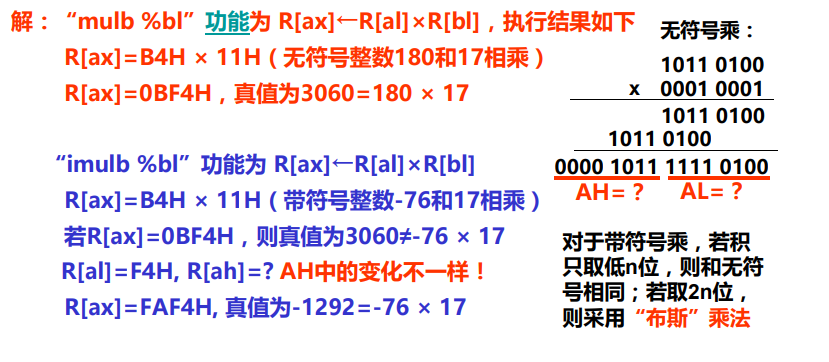 解：“mulb %bl”功能为 R[ax]←R[al]×R[bl]，执行结果如下
R[ax]=B4H × 11H（无符号整数180和17相乘）
R[ax]=0BF4H，真值为3060=180 × 17
“imulb %bl”功能为 R[ax]←R[al]×R[bl]
R[ax]=B4H × 11H（带符号整数-76和17相乘）
若R[ax]=0BF4H，则真值为3060≠-76 × 17
R[al]=F4H, R[ah]=? AH中的变化不一样！
R[ax]=FAF4H, 真值为-1292=-76 × 17
无符号乘：
1011 0100
x 0001 0001
1011 0100
1011 0100
0000 1011 1111 0100
AH=？ AL=？
对于带符号乘，若积
只取低n位，则和无符
号相同；若取2n位，
则采用“布斯”乘法